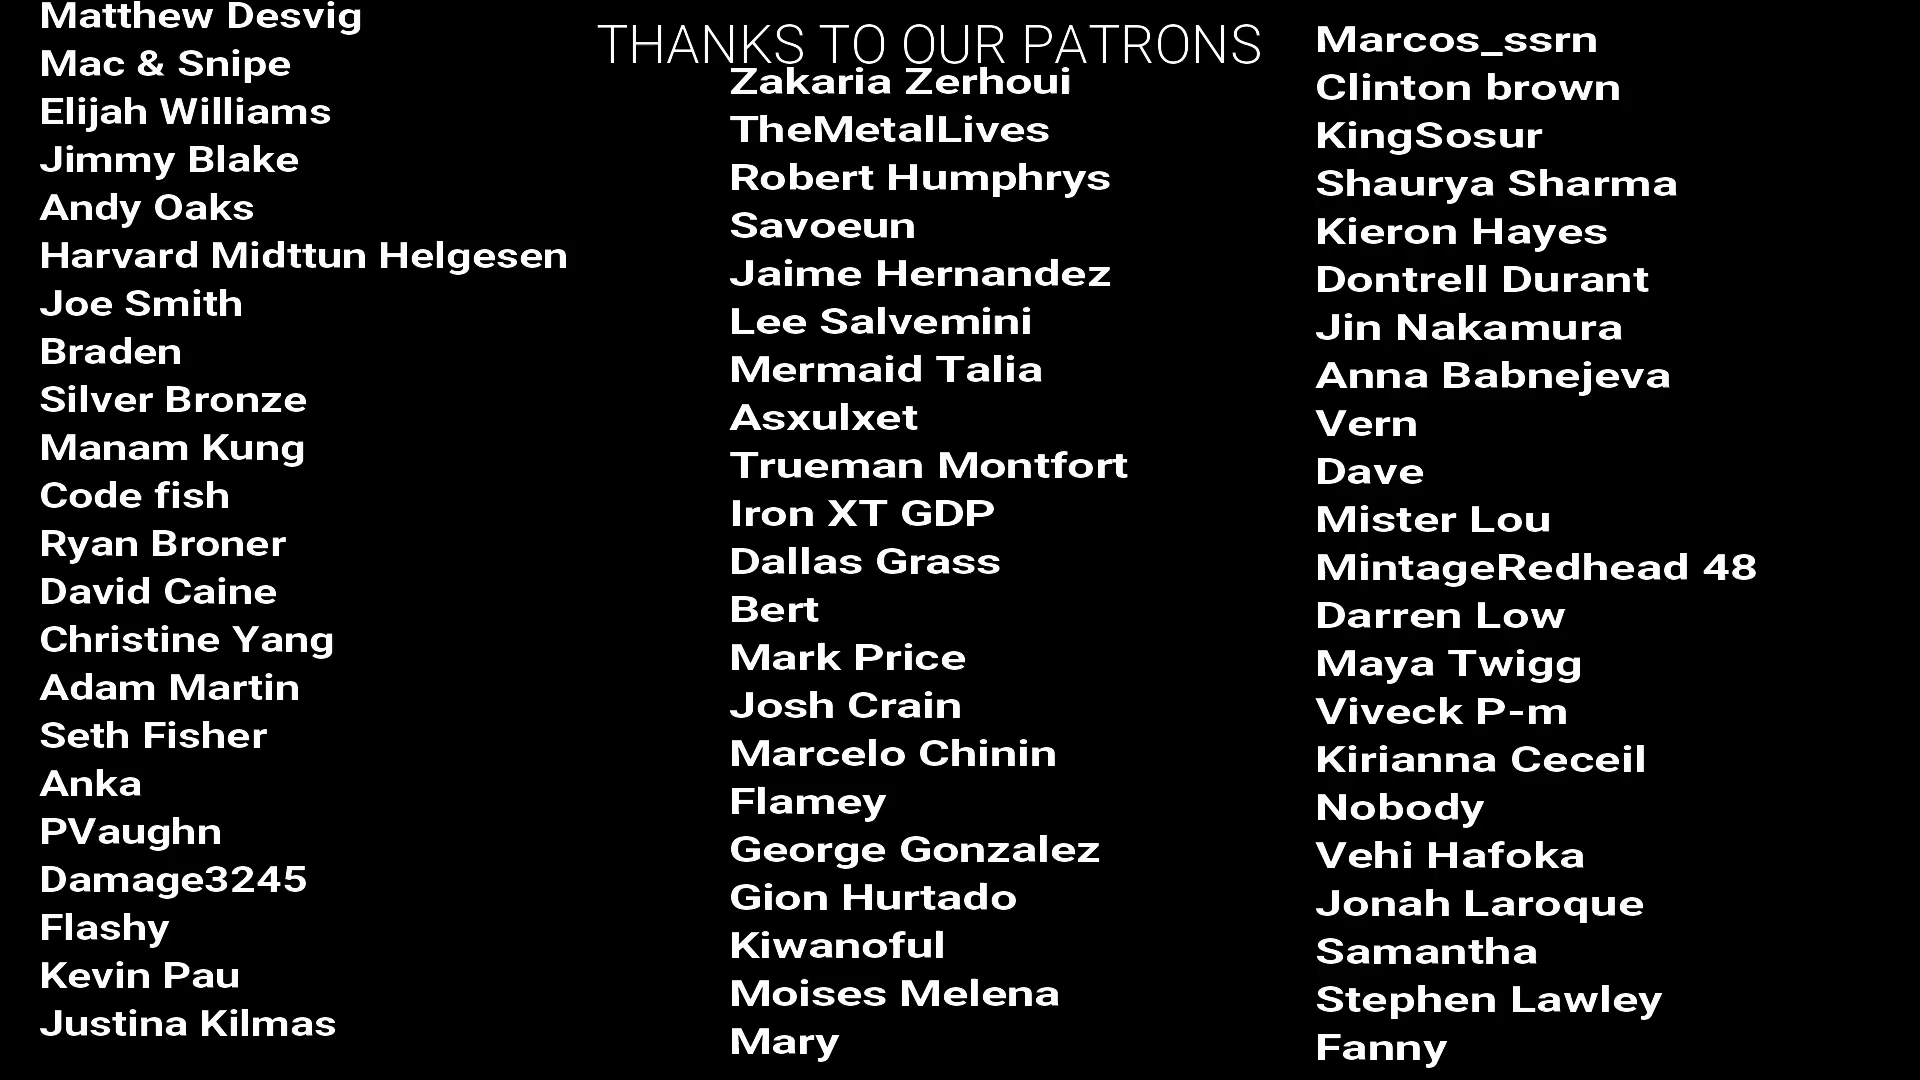 THANKS TO OUR PATRONS
Matthew Desvig
Mac & Snipe
Elijah Williams
Jimmy Blake
Andy Oaks
Harvard Midttun Helgesen
Joe Smith
Braden
Silver Bronze
Manam Kung
Code fish
Ryan Broner
David Caine
Christine Yang
Adam Martin
Seth Fisher
Anka
PVaughn
Damage3245
Flashy
Kevin Pau
Justina Kilmas
Zakaria Zerhoui
TheMetalLives
Robert Humphrys
Savoeun
Jaime Hernandez
Lee Salvemini
Mermaid Talia
Asxulxet
Trueman Montfort
Iron XT GDP
Dallas Grass
Bert
Mark Price
Josh Crain
Marcelo Chinin
Flamey
George Gonzalez
Gion Hurtado
Kiwanoful
Moises Melena
Mary
Marcos_ssrn
Clinton brown
KingSosur
Shaurya Sharma
Kieron Hayes
Dontrell Durant
Jin Nakamura
Anna Babnejeva
Vern
Dave
Mister Lou
MintageRedhead 48
Darren Low
Maya Twigg
Viveck P-m
Kirianna Ceceil
Nobody
Vehi Hafoka
Jonah Laroque
Samantha
Stephen Lawley
Fanny